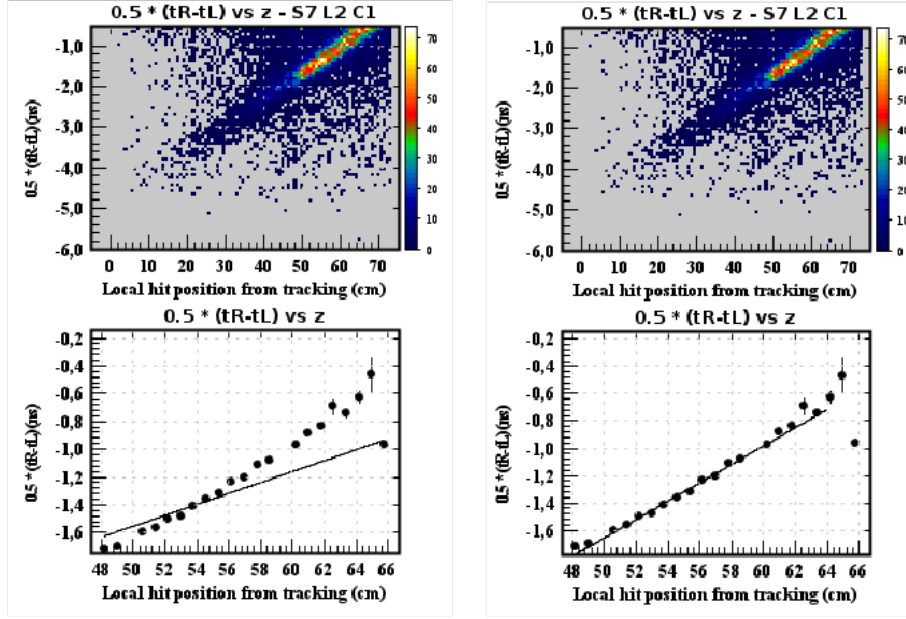 0.5 * (tR-tL) vs z - S7 L2 C1
0.5 *(tR-tL)(ns)
-1,0
-2,0
-3,0
-4,0
-5,0
-6,0
70
60
50
40
30
20
10
0
0 10 20 30 40 50 60 70
Local hit position from tracking (cm)
0.5 * (tR-tL) vs z - S7 L2 C1
0.5 *(tR-tL)(ns)
-1,0
-2,0
-3,0
-4,0
-5,0
-6,0
70
60
50
40
30
20
10
0
0 10 20 30 40 50 60 70
Local hit position from tracking (cm)
0.5 * (tR-tL) vs z
0.5 *(tR-tL)(ns)
-0,2
-0,4
-0,6
-0,8
-1,0
-1,2
-1,4
-1,6
48 50 52 54 56 58 60 62 64 66
Local hit position from tracking (cm)
0.5 * (tR-tL) vs z
0.5 *(tR-tL)(ns)
-0,2
-0,4
-0,6
-0,8
-1,0
-1,2
-1,4
-1,6
48 50 52 54 56 58 60 62 64 66
Local hit position from tracking (cm)